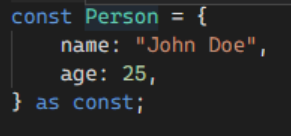 const Person = {
    name: "John Doe",
    age: 25,
} as const;